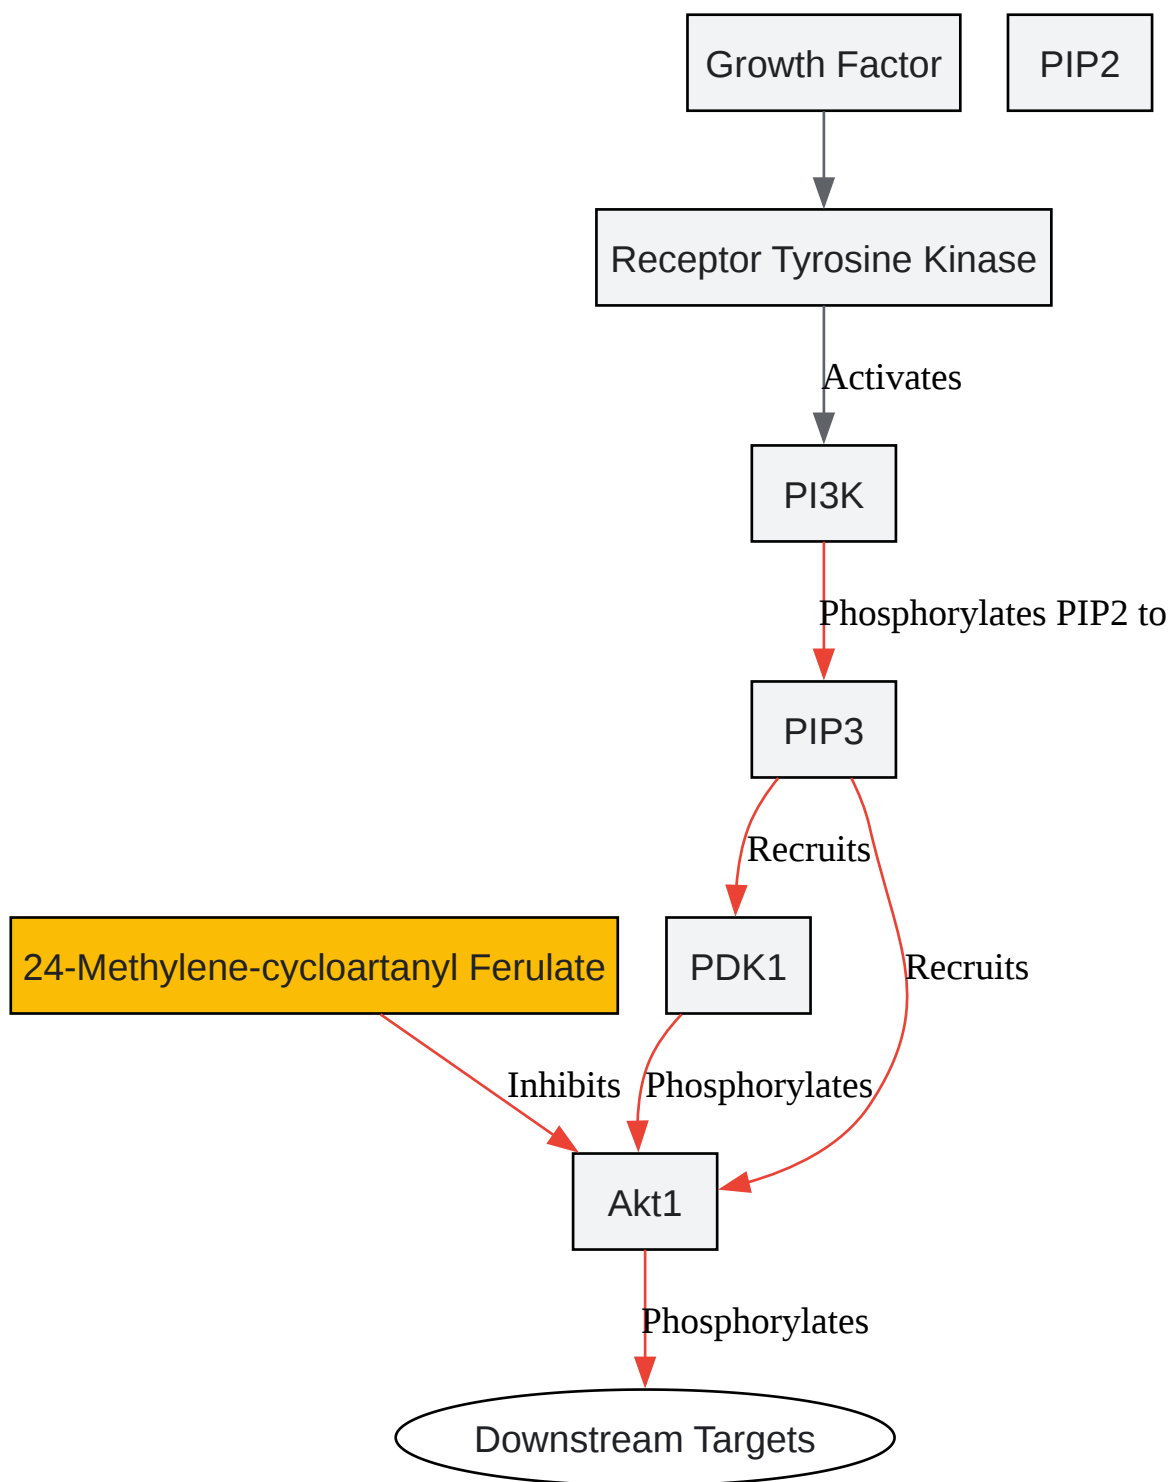 Growth Factor
PIP2
Receptor Tyrosine Kinase
Activates
PI3K
Phosphorylates PIP2 to
PIP3
Recruits
24-Methylene-cycloartanyl Ferulate
PDK1
Recruits
Inhibits
Phosphorylates
Akt1
Phosphorylates
Downstream Targets